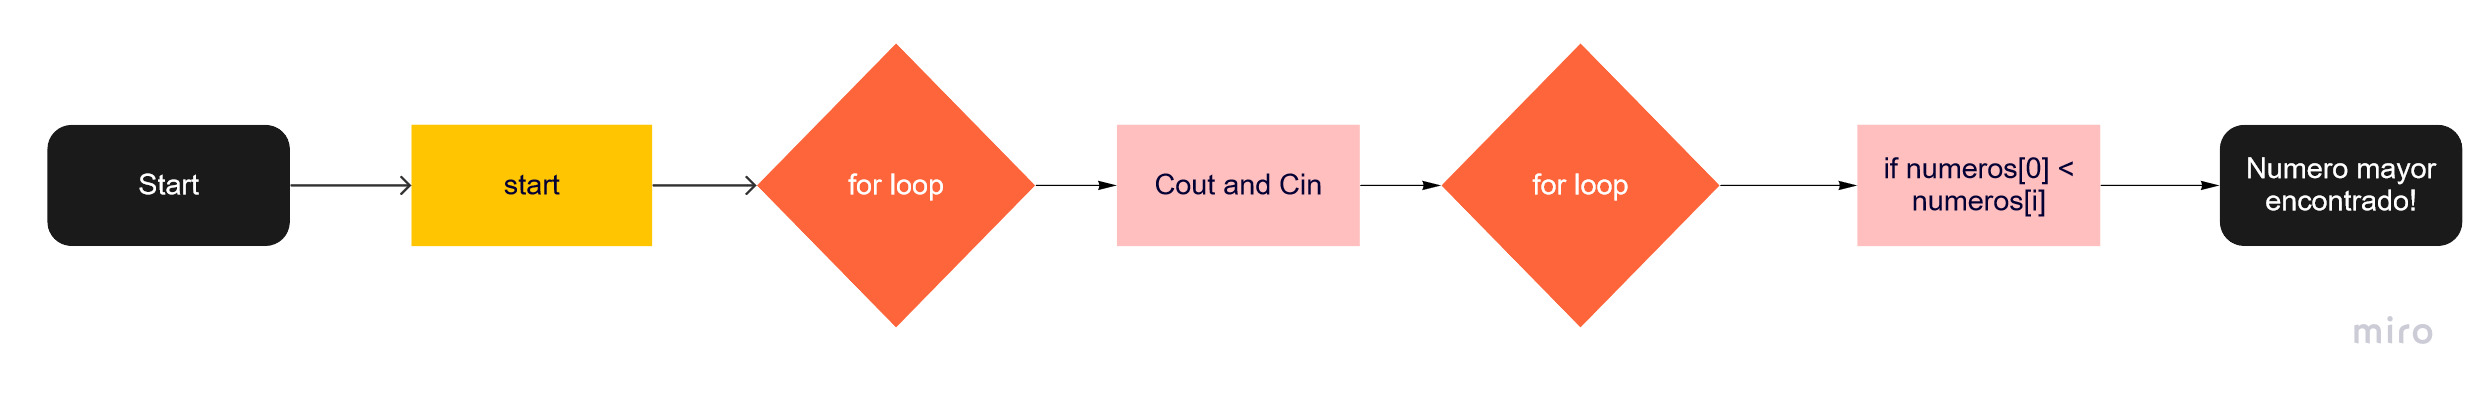 Start
start
for loop
Cout and Cin
for loop
if numeros[0] <
numeros[i]
Numero mayor
encontrado!
miro